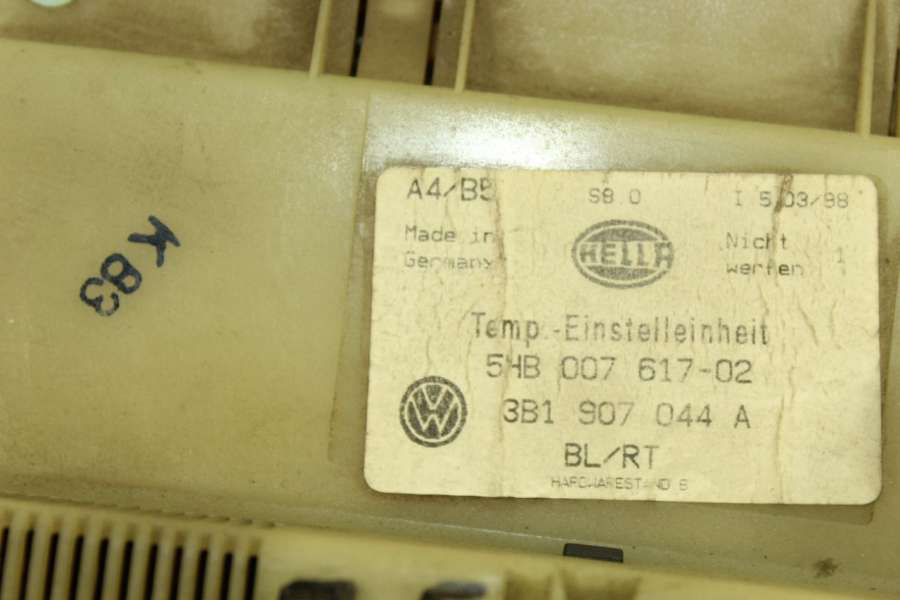 A4/B5 S8.0 I 5.03/98
Made in Germany
HELLA
Nicht werfen 1
Temp.-Einstelleinheit
5HB 007 617-02
VW
3B1 907 044 A
BL/RT
HARDWARESTAND 6
K 83